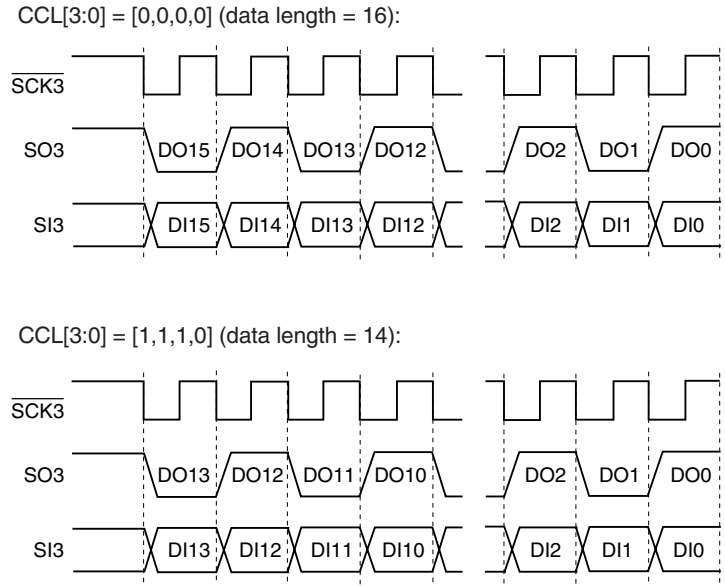 CCL[3:0] = [0,0,0,0] (data length = 16):
SCK3
SO3 DO15 DO14 DO13 DO12 DO2 DO1 DO0
SI3 DI15 DI14 DI13 DI12 DI2 DI1 DI0
CCL[3:0] = [1,1,1,0] (data length = 14):
SCK3
SO3 DO13 DO12 DO11 DO10 DO2 DO1 DO0
SI3 DI13 DI12 DI11 DI10 DI2 DI1 DI0